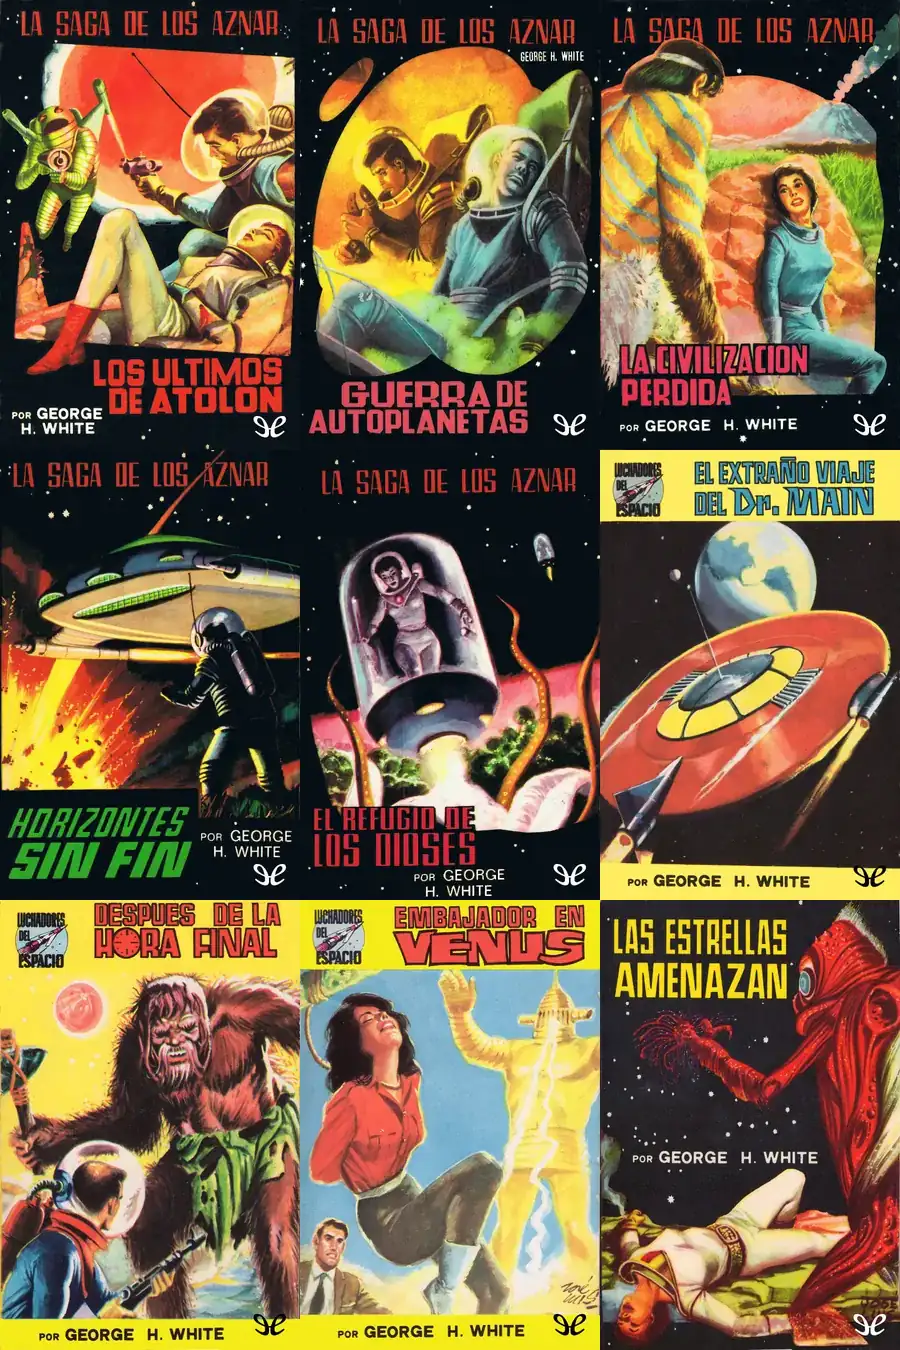 LA SAGA DE LOS AZNAR
LOS ULTIMOS
DE ATOLON
POR GEORGE
H. WHITE
LA SAGA DE LOS AZNAR
GEORGE H. WHITE
GUERRA DE
AUTOPLANETAS
LA SAGA DE LOS AZNAR
LA CIVILIZACION
PERDIDA
POR GEORGE H. WHITE
LA SAGA DE LOS AZNAR
HORIZONTES
SIN FIN
POR GEORGE
H. WHITE
LA SAGA DE LOS AZNAR
EL REFUGIO DE
LOS DIOSES
POR GEORGE
H. WHITE
LUCHADORES
DEL
ESPACIO
EL EXTRAÑO VIAJE
DEL Dr. MAIN
POR GEORGE H. WHITE
LUCHADORES
DEL
ESPACIO
DESPUES DE LA
HORA FINAL
POR GEORGE H. WHITE
LUCHADORES
DEL
ESPACIO
EMBAJADOR EN
VENUS
POR GEORGE H. WHITE
LAS ESTRELLAS
AMENAZAN
POR GEORGE H. WHITE